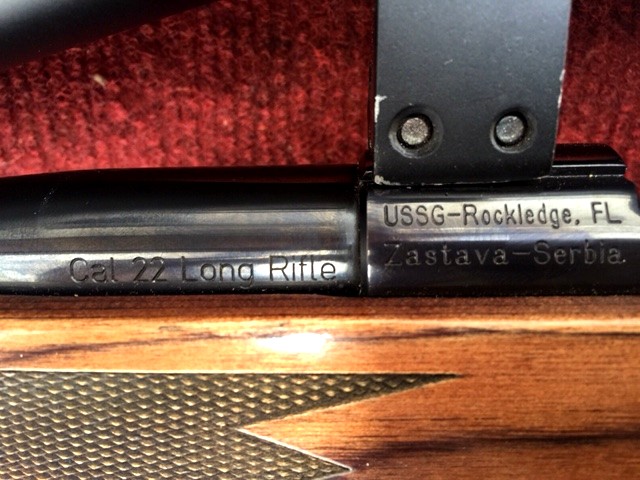 Cal 22 Long Rifle
USSG-Rockledge, FL
Zastava-Serbia